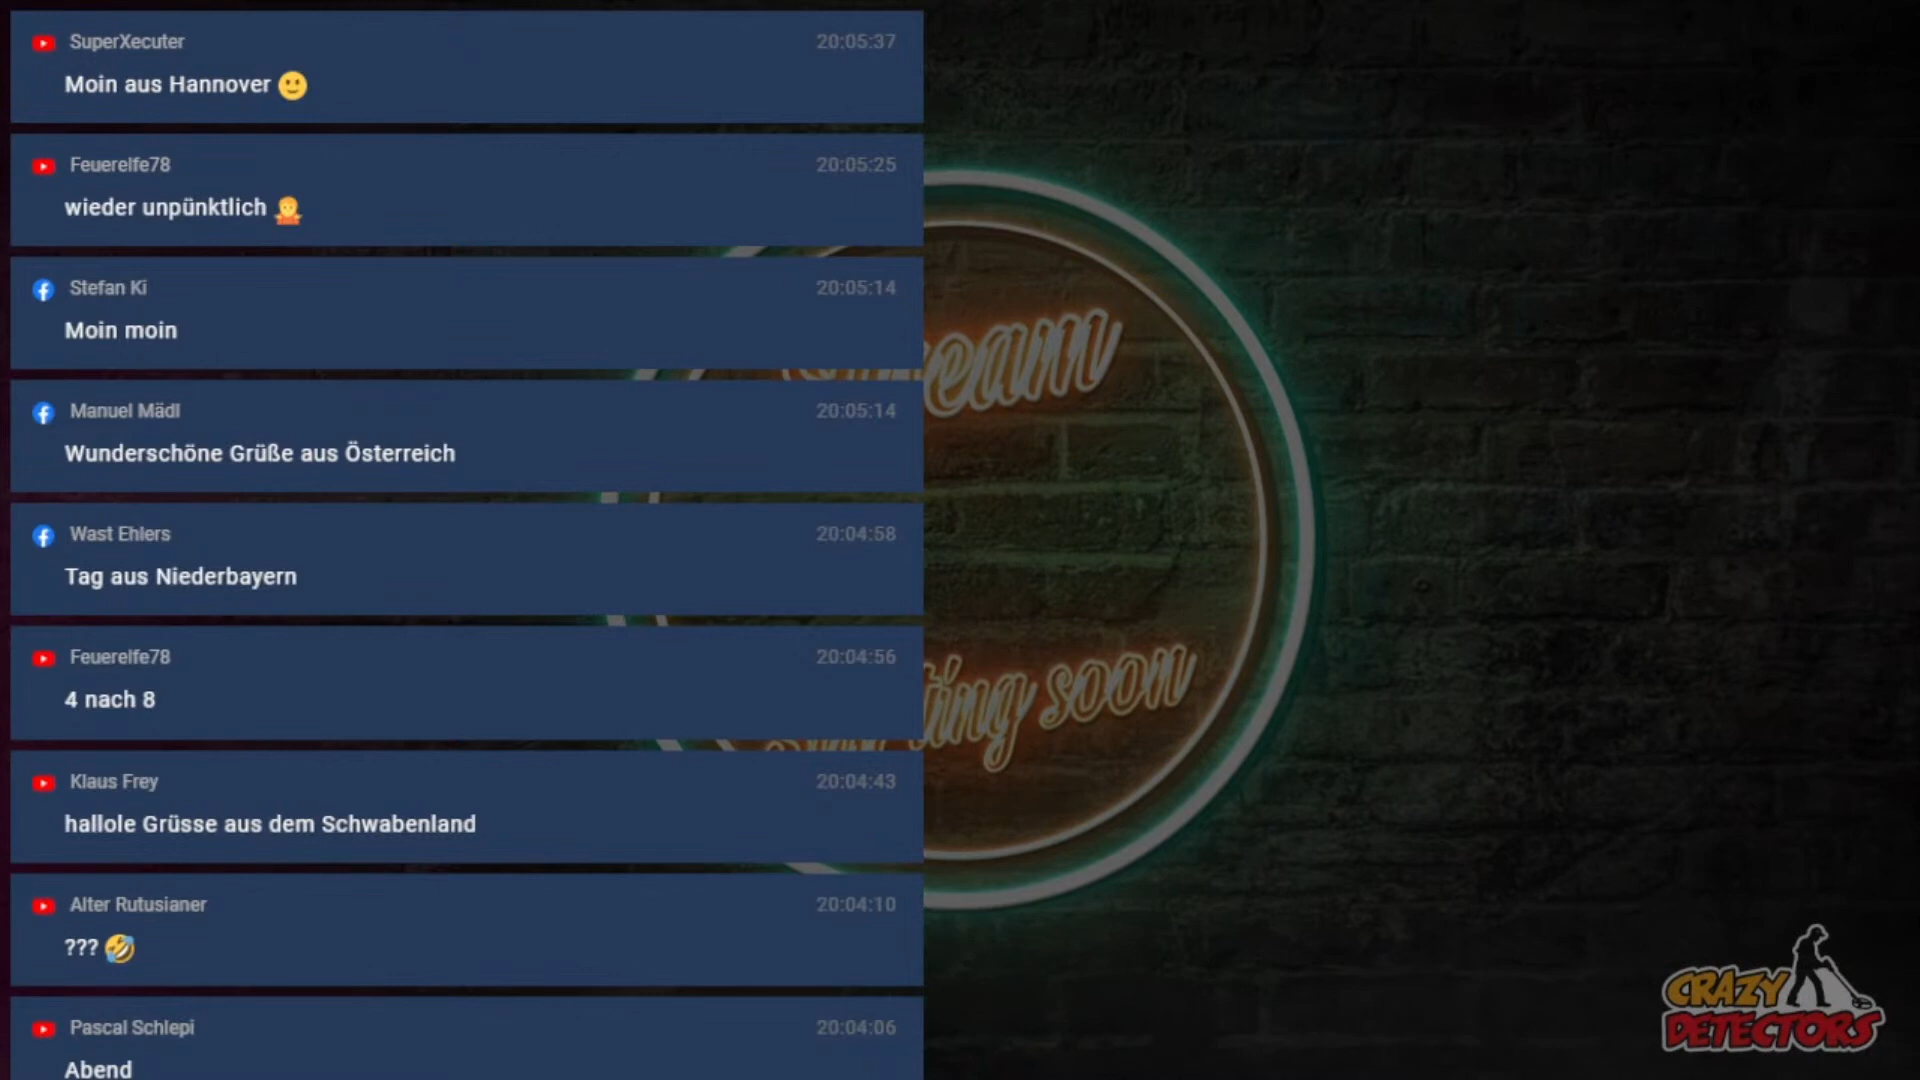 SuperXecuter 20:05:37
Moin aus Hannover 🙂
Feuerelfe78 20:05:25
wieder unpünktlich 🤷
Stefan Ki 20:05:14
Moin moin
Manuel Mädl 20:05:14
Wunderschöne Grüße aus Österreich
Wast Ehlers 20:04:58
Tag aus Niederbayern
Feuerelfe78 20:04:56
4 nach 8
Klaus Frey 20:04:43
hallole Grüsse aus dem Schwabenland
Alter Rutusianer 20:04:10
??? 🤣
Pascal Schlepi 20:04:06
Abend
soon
CRAZY
DETECTORS